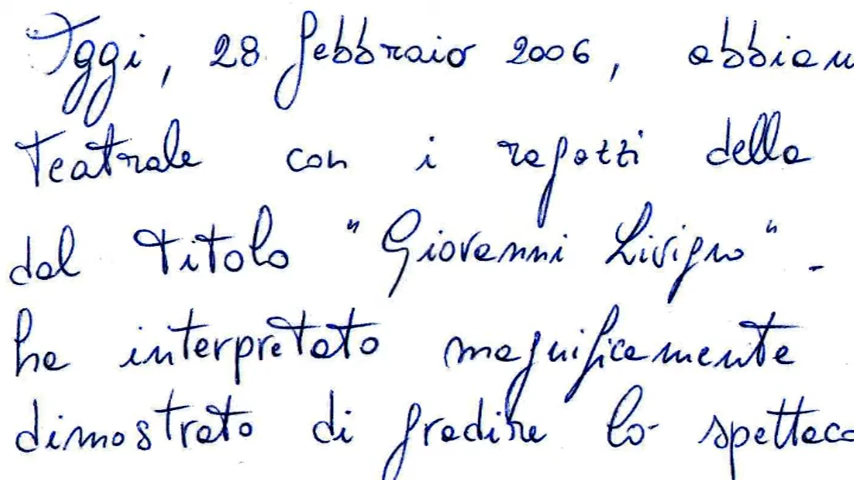 Oggi, 28 febbraio 2006, abbiam
Teatrale con i ragazzi della
dal Titolo "Giovanni Livigno".
ha interpretato magnificamente
dimostrato di gradire lo spettaco